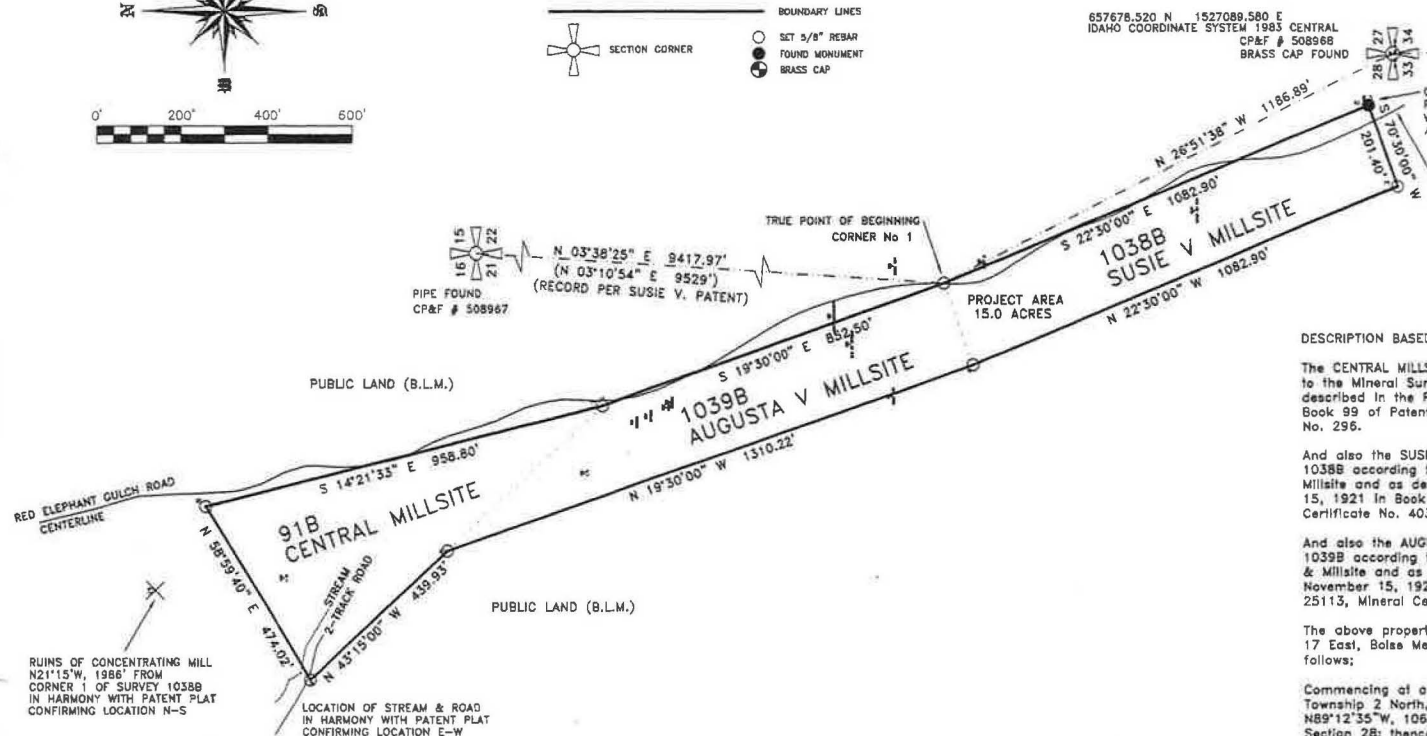 BOUNDARY LINES
SECTION CORNER
SET 5/8" REBAR
FOUND MONUMENT
BRASS CAP
0' 200' 400' 600'
657678.520 N 1527089.580 E
IDAHO COORDINATE SYSTEM 1983 CENTRAL
CP&F # 508968
BRASS CAP FOUND
27 34
28 33
N 26°51'38" W 1186.89'
S 70°30'00" W
201.40'
S 22°30'00" E 1082.90'
1038B
SUSIE V MILLSITE
N 22°30'00" W 1082.90'
TRUE POINT OF BEGINNING
CORNER No 1
PROJECT AREA
15.0 ACRES
15 22
16 21
N 03°38'25" E 9417.97'
(N 03°10'54" E 9529')
(RECORD PER SUSIE V. PATENT)
PIPE FOUND
CP&F # 508967
S 19°30'00" E 852.50'
1039B
AUGUSTA V MILLSITE
N 19°30'00" W 1310.22'
PUBLIC LAND (B.L.M.)
S 14°21'33" E 958.80'
RED ELEPHANT GULCH ROAD
CENTERLINE
91B
CENTRAL MILLSITE
N 58°59'40" E 474.02'
STREAM
2-TRACK ROAD
N 43°15'00" W 439.93'
PUBLIC LAND (B.L.M.)
RUINS OF CONCENTRATING MILL
N21°15'W, 1986' FROM
CORNER 1 OF SURVEY 1038B
IN HARMONY WITH PATENT PLAT
CONFIRMING LOCATION N-S
LOCATION OF STREAM & ROAD
IN HARMONY WITH PATENT PLAT
CONFIRMING LOCATION E-W
DESCRIPTION BASED
The CENTRAL MILLS
to the Mineral Sur
described in the P
Book 99 of Patent
No. 296.
And also the SUSI
1038B according
Millsite and as de
15, 1921 in Book
Certificate No. 403
And also the AUG
1039B according
& Millsite and as
November 15, 192
25113, Mineral Ce
The above propert
17 East, Boise Me
follows;
Commencing at a
Township 2 North,
N89°12'35"W, 106
Section 28; thence